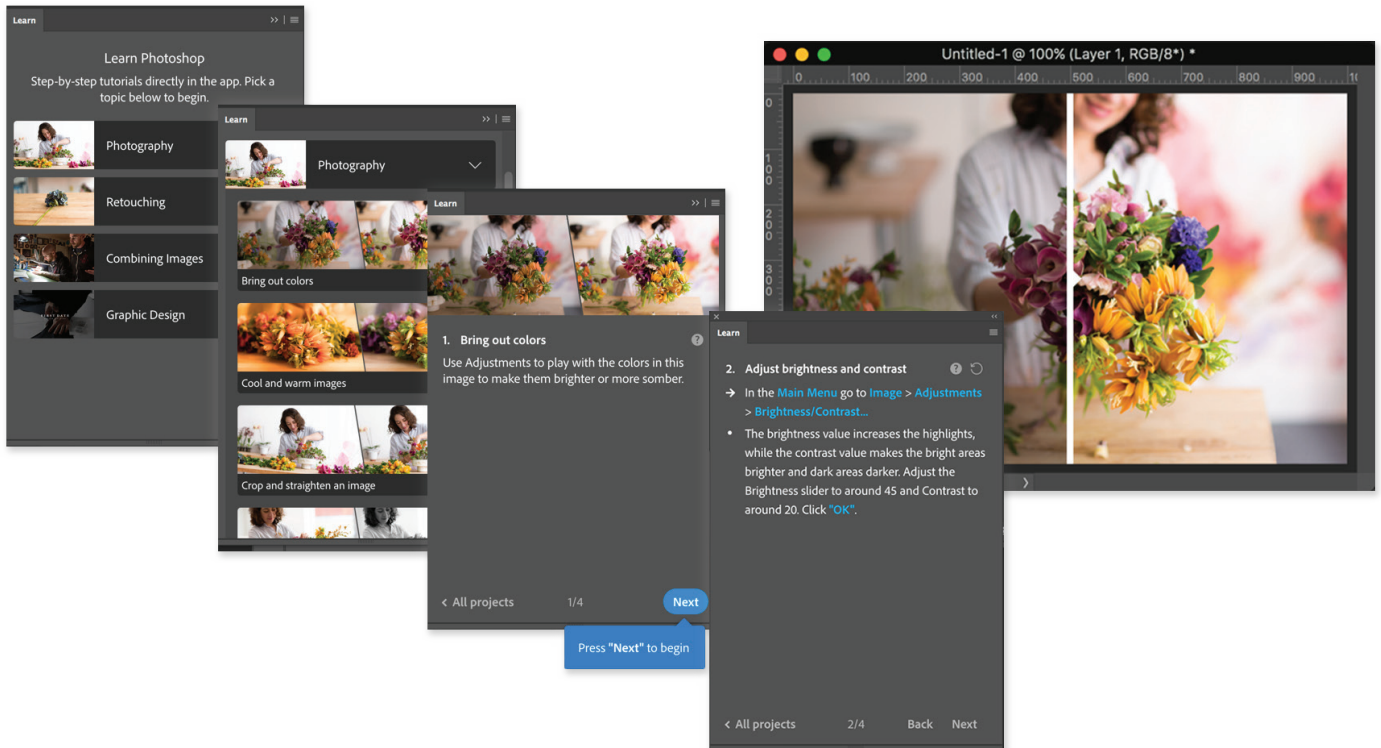 Learn
Learn Photoshop
Step-by-step tutorials directly in the app. Pick a
topic below to begin.
Photography
Retouching
Combining Images
Graphic Design
Learn
Photography
Bring out colors
Cool and warm images
Crop and straighten an image
Learn
1. Bring out colors
Use Adjustments to play with the colors in this
image to make them brighter or more somber.
< All projects 1/4 Next
Press "Next" to begin
Learn
2. Adjust brightness and contrast
→ In the Main Menu go to Image > Adjustments
> Brightness/Contrast...
• The brightness value increases the highlights,
while the contrast value makes the bright areas
brighter and dark areas darker. Adjust the
Brightness slider to around 45 and Contrast to
around 20. Click "OK".
< All projects 2/4 Back Next
Untitled-1 @ 100% (Layer 1, RGB/8*) *
0 100 200 300 400 500 600 700 800 900
0
100
200
300